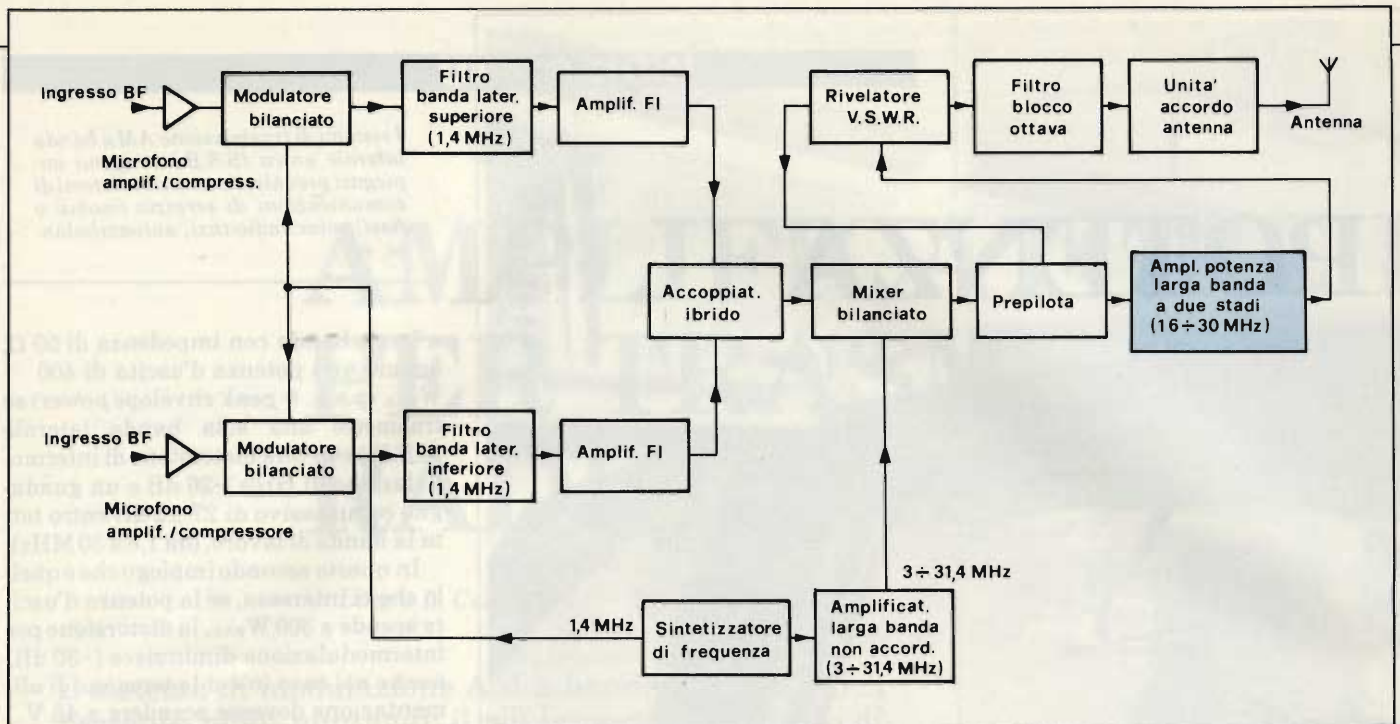 Ingresso BF
Microfono
amplif. / compress.
Modulatore
bilanciato
Filtro
banda later.
superiore
(1,4 MHz)
Amplif. FI
Rivelatore
V.S.W.R.
Filtro
blocco
ottava
Unita'
accordo
antenna
Antenna
Accoppiat.
ibrido
Mixer
bilanciato
Prepilota
Ampl. potenza
larga banda
a due stadi
(16÷30 MHz)
Ingresso BF
Microfono
amplif. /compressore
Modulatore
bilanciato
Filtro
banda later.
inferiore
(1,4 MHz)
Amplif. FI
3÷31,4 MHz
1,4 MHz
Sintetizzatore
di frequenza
Amplificat.
larga banda
non accord.
(3÷31,4 MHz)